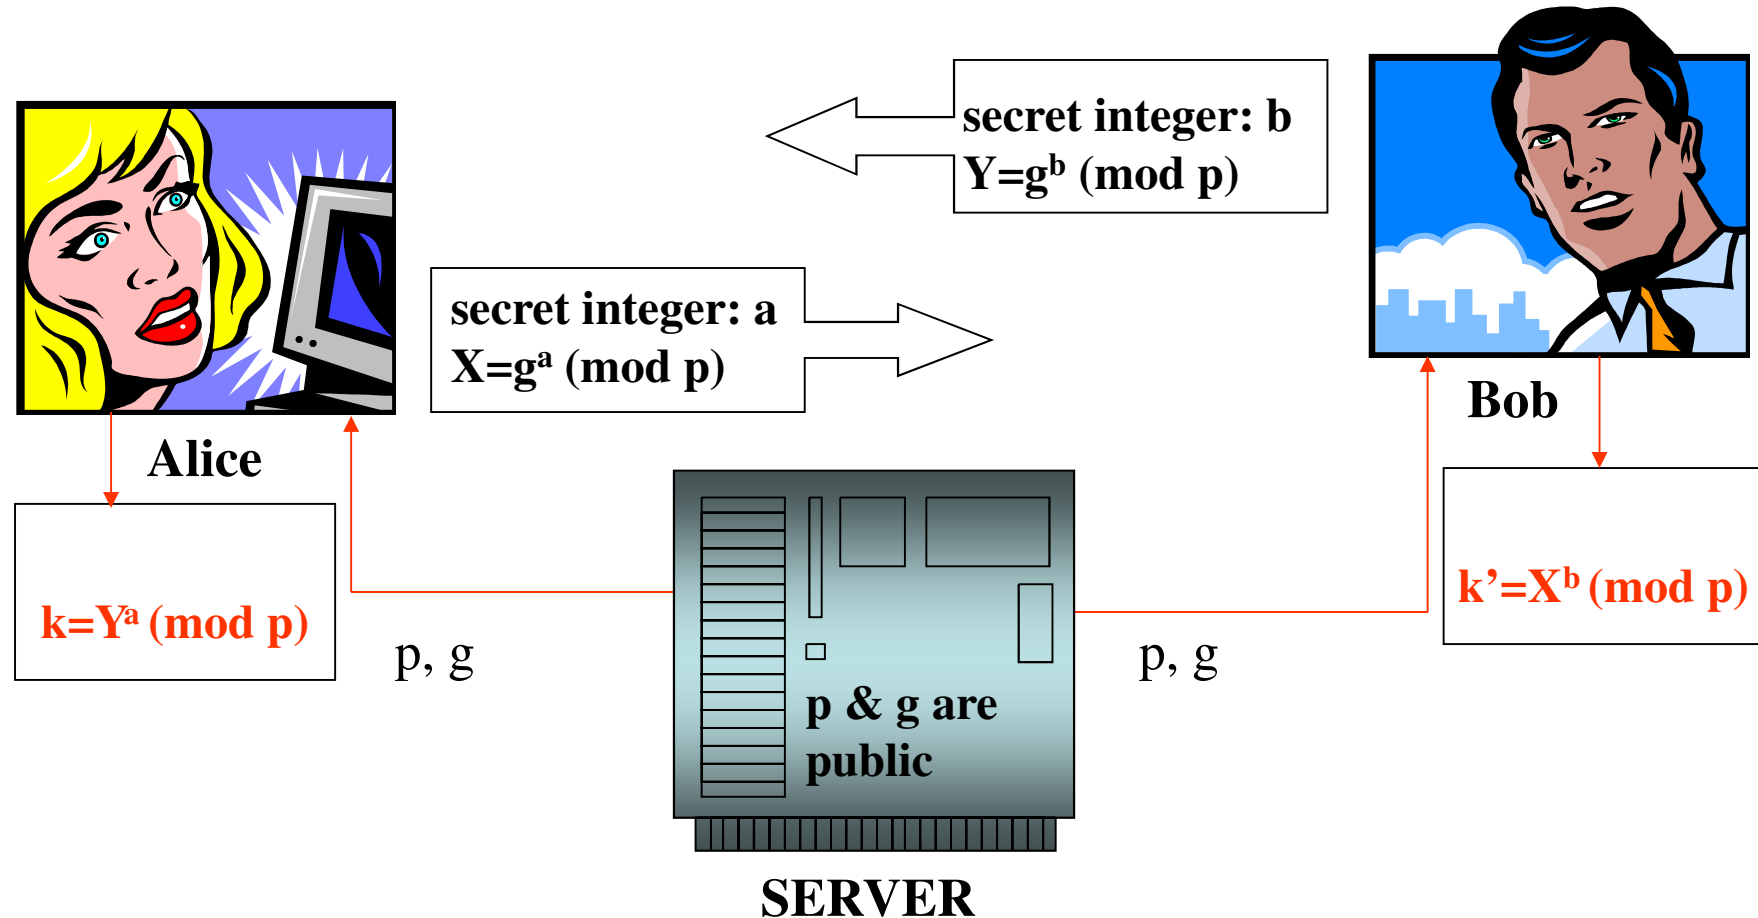 secret integer: b
Y=gᵇ (mod p)
secret integer: a
X=gᵃ (mod p)
Bob
Alice
k=Yᵃ (mod p)
k’=Xᵇ (mod p)
p, g
p, g
p & g are
public
SERVER